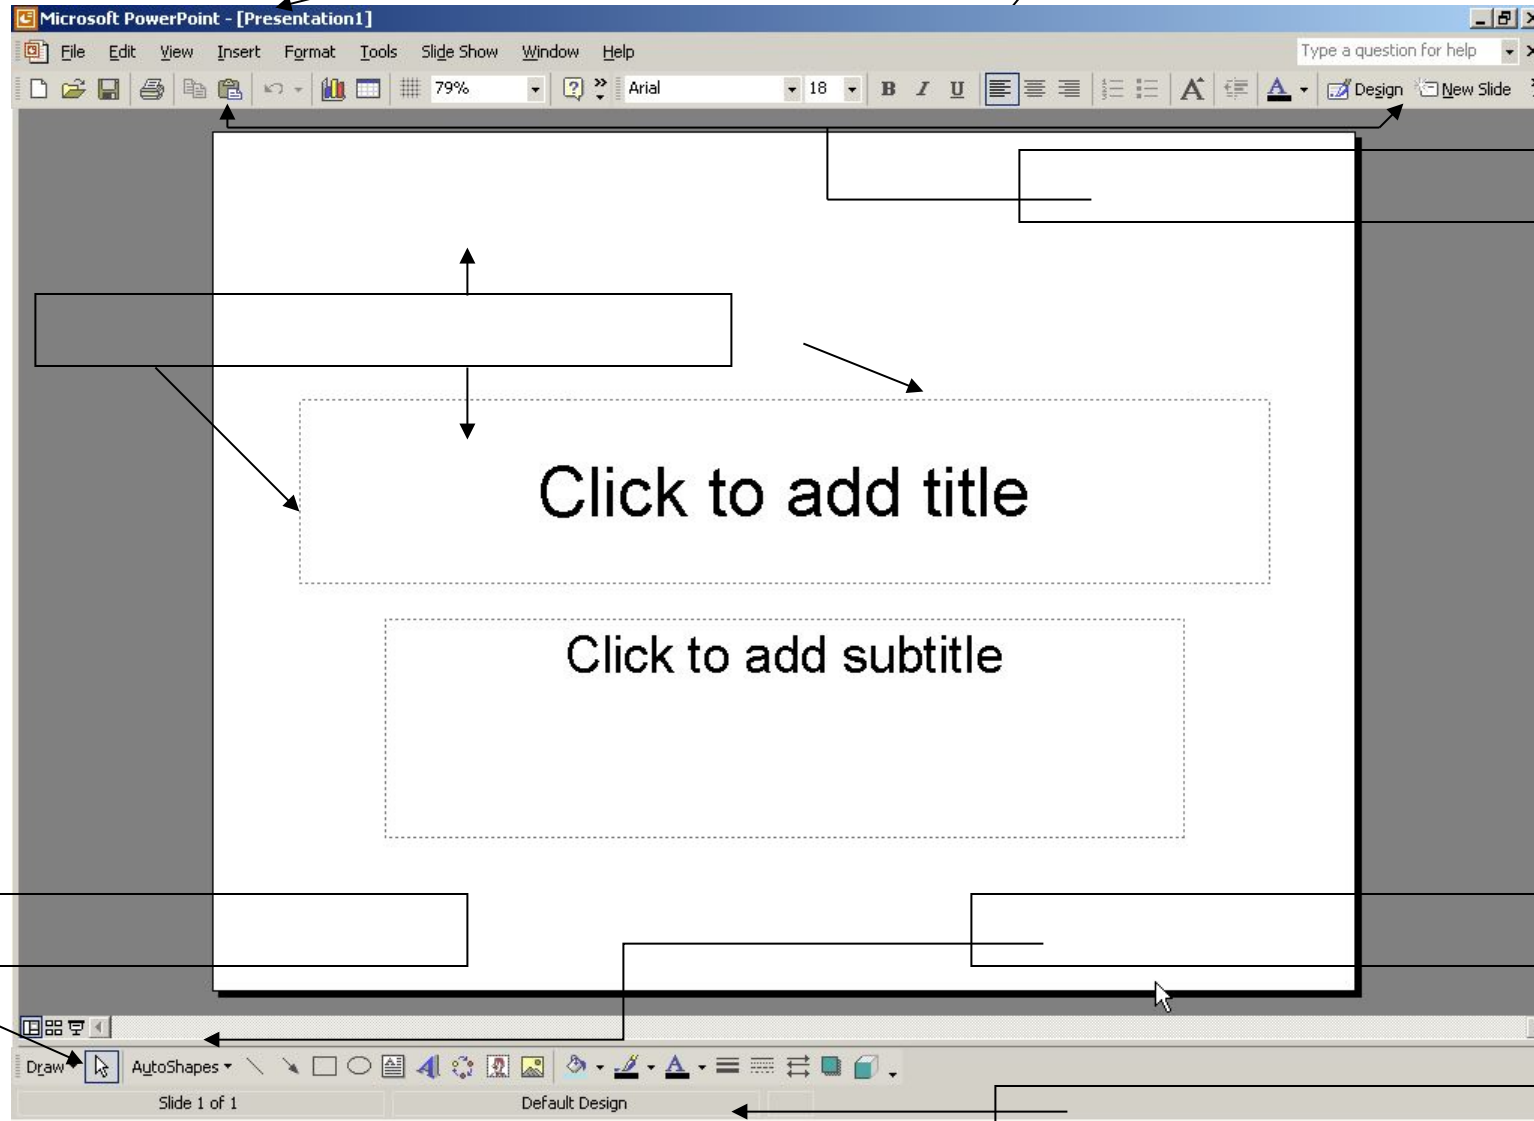 Microsoft PowerPoint - [Presentation1]
File Edit View Insert Format Tools Slide Show Window Help Type a question for help
79% Arial 18 B I U A A Design New Slide
Click to add title
Click to add subtitle
Draw AutoShapes A A
Slide 1 of 1 Default Design